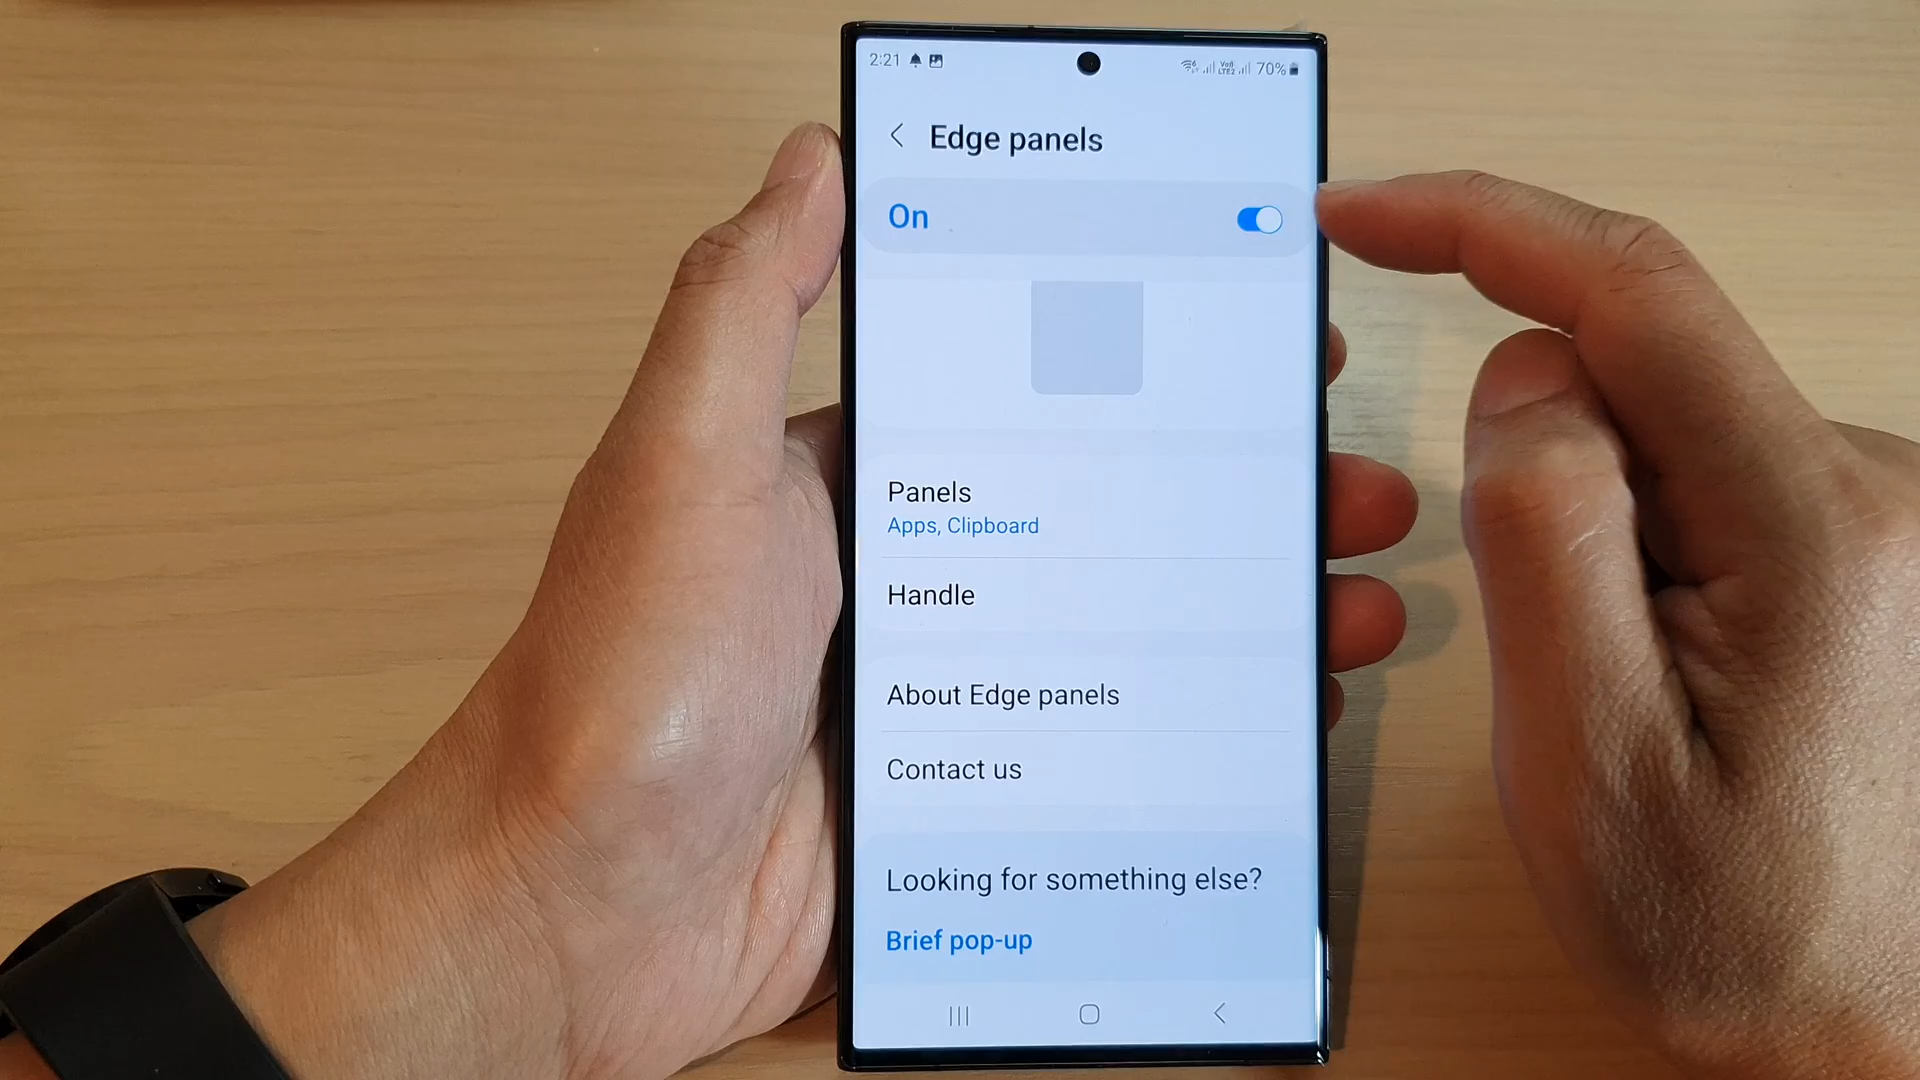 2:21 70%
Edge panels
On
Panels
Apps, Clipboard
Handle
About Edge panels
Contact us
Looking for something else?
Brief pop-up